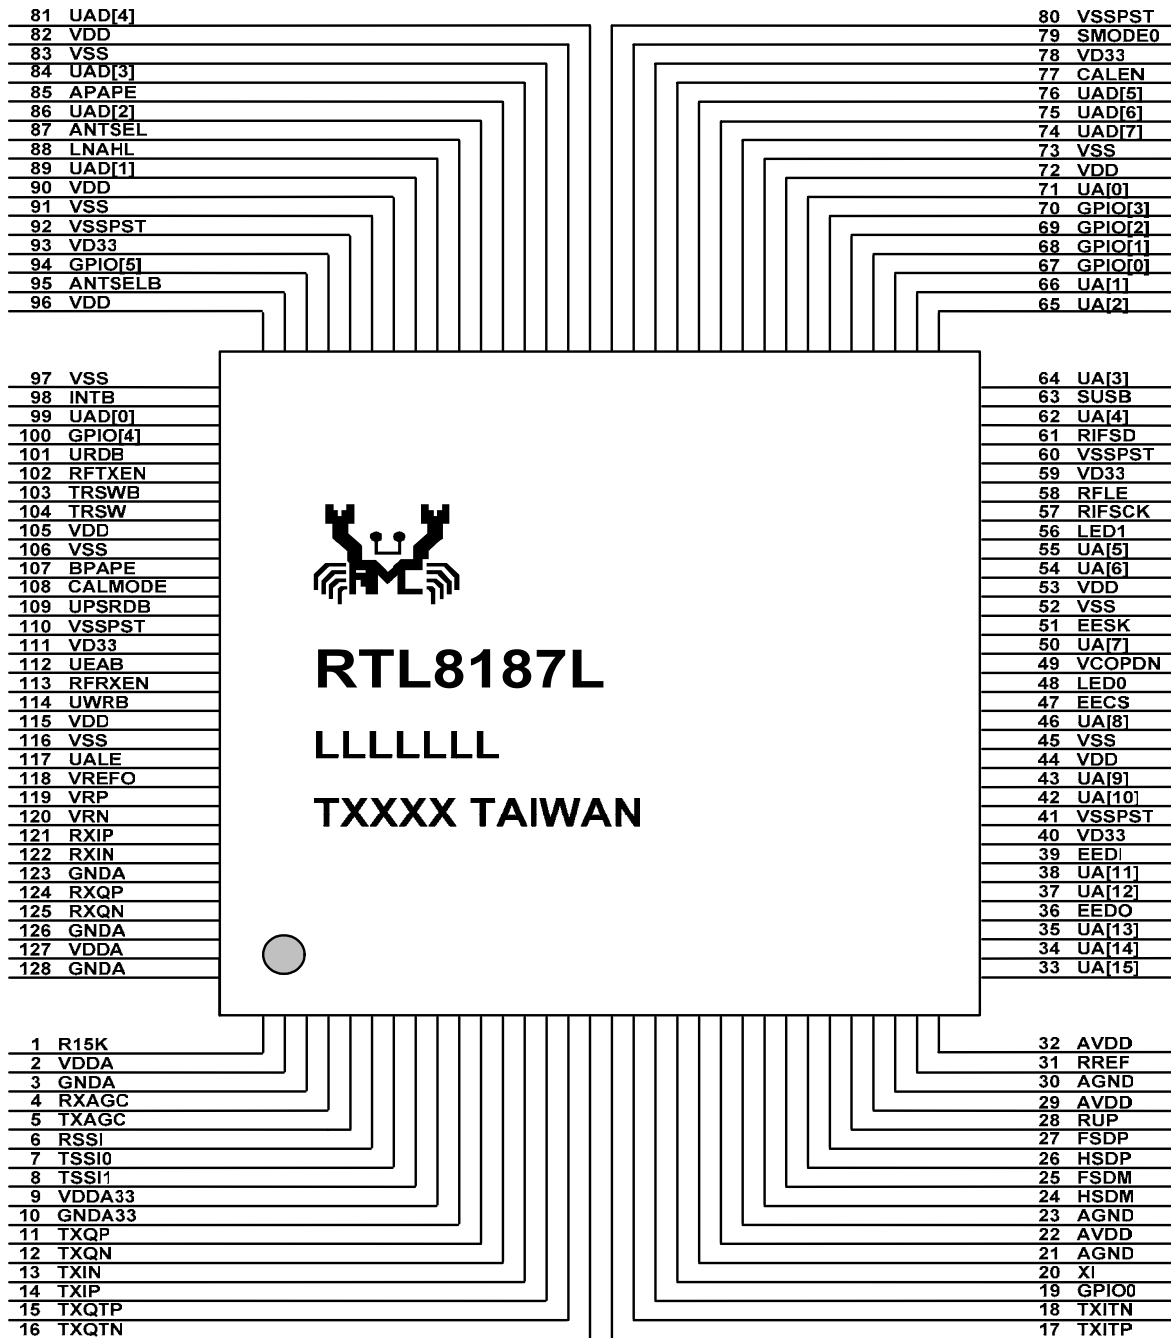 81 UAD[4]
82 VDD
83 VSS
84 UAD[3]
85 APAPE
86 UAD[2]
87 ANTSEL
88 LNAHL
89 UAD[1]
90 VDD
91 VSS
92 VSSPST
93 VD33
94 GPIO[5]
95 ANTSELB
96 VDD
80 VSSPST
79 SMODE0
78 VD33
77 CALEN
76 UAD[5]
75 UAD[6]
74 UAD[7]
73 VSS
72 VDD
71 UA[0]
70 GPIO[3]
69 GPIO[2]
68 GPIO[1]
67 GPIO[0]
66 UA[1]
65 UA[2]
97 VSS
98 INTB
99 UAD[0]
100 GPIO[4]
101 URDB
102 RFTXEN
103 TRSWB
104 TRSW
105 VDD
106 VSS
107 BPAPE
108 CALMODE
109 UPSRDB
110 VSSPST
111 VD33
112 UEAB
113 RFRXEN
114 UWRB
115 VDD
116 VSS
117 UALE
118 VREFO
119 VRP
120 VRN
121 RXIP
122 RXIN
123 GNDA
124 RXQP
125 RXQN
126 GNDA
127 VDDA
128 GNDA
RTL8187L
LLLLLLL
TXXXX TAIWAN
64 UA[3]
63 SUSB
62 UA[4]
61 RIFSD
60 VSSPST
59 VD33
58 RFLE
57 RIFSCK
56 LED1
55 UA[5]
54 UA[6]
53 VDD
52 VSS
51 EESK
50 UA[7]
49 VCOPDN
48 LED0
47 EECS
46 UA[8]
45 VSS
44 VDD
43 UA[9]
42 UA[10]
41 VSSPST
40 VD33
39 EEDI
38 UA[11]
37 UA[12]
36 EEDO
35 UA[13]
34 UA[14]
33 UA[15]
1 R15K
2 VDDA
3 GNDA
4 RXAGC
5 TXAGC
6 RSSI
7 TSSI0
8 TSSI1
9 VDDA33
10 GNDA33
11 TXQP
12 TXQN
13 TXIN
14 TXIP
15 TXQTP
16 TXQTN
32 AVDD
31 RREF
30 AGND
29 AVDD
28 RUP
27 FSDP
26 HSDP
25 FSDM
24 HSDM
23 AGND
22 AVDD
21 AGND
20 XI
19 GPIO0
18 TXITN
17 TXITP